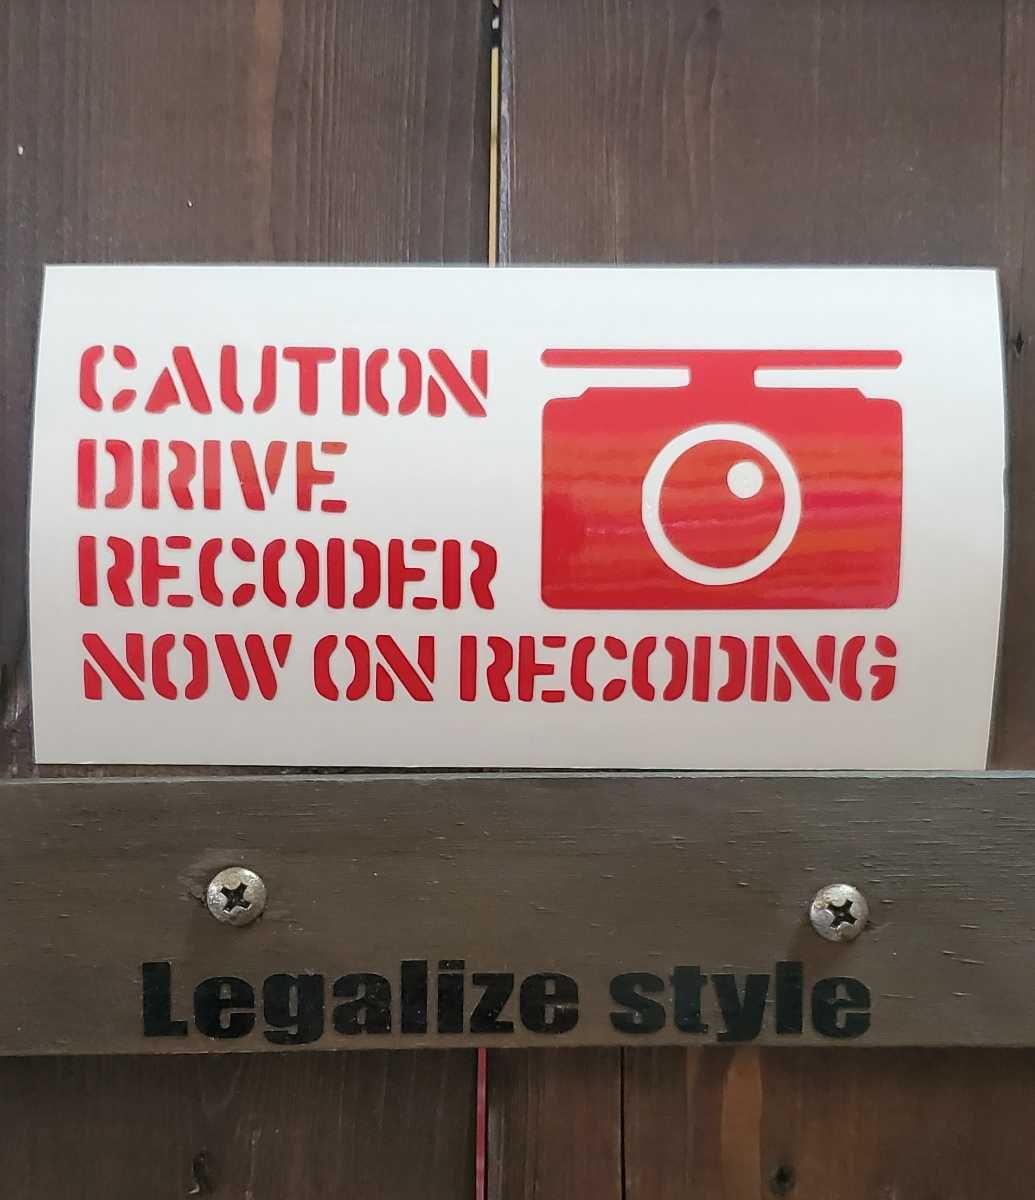 CAUTION
DRIVE
RECODER
NOW ON RECODING
Legalize style